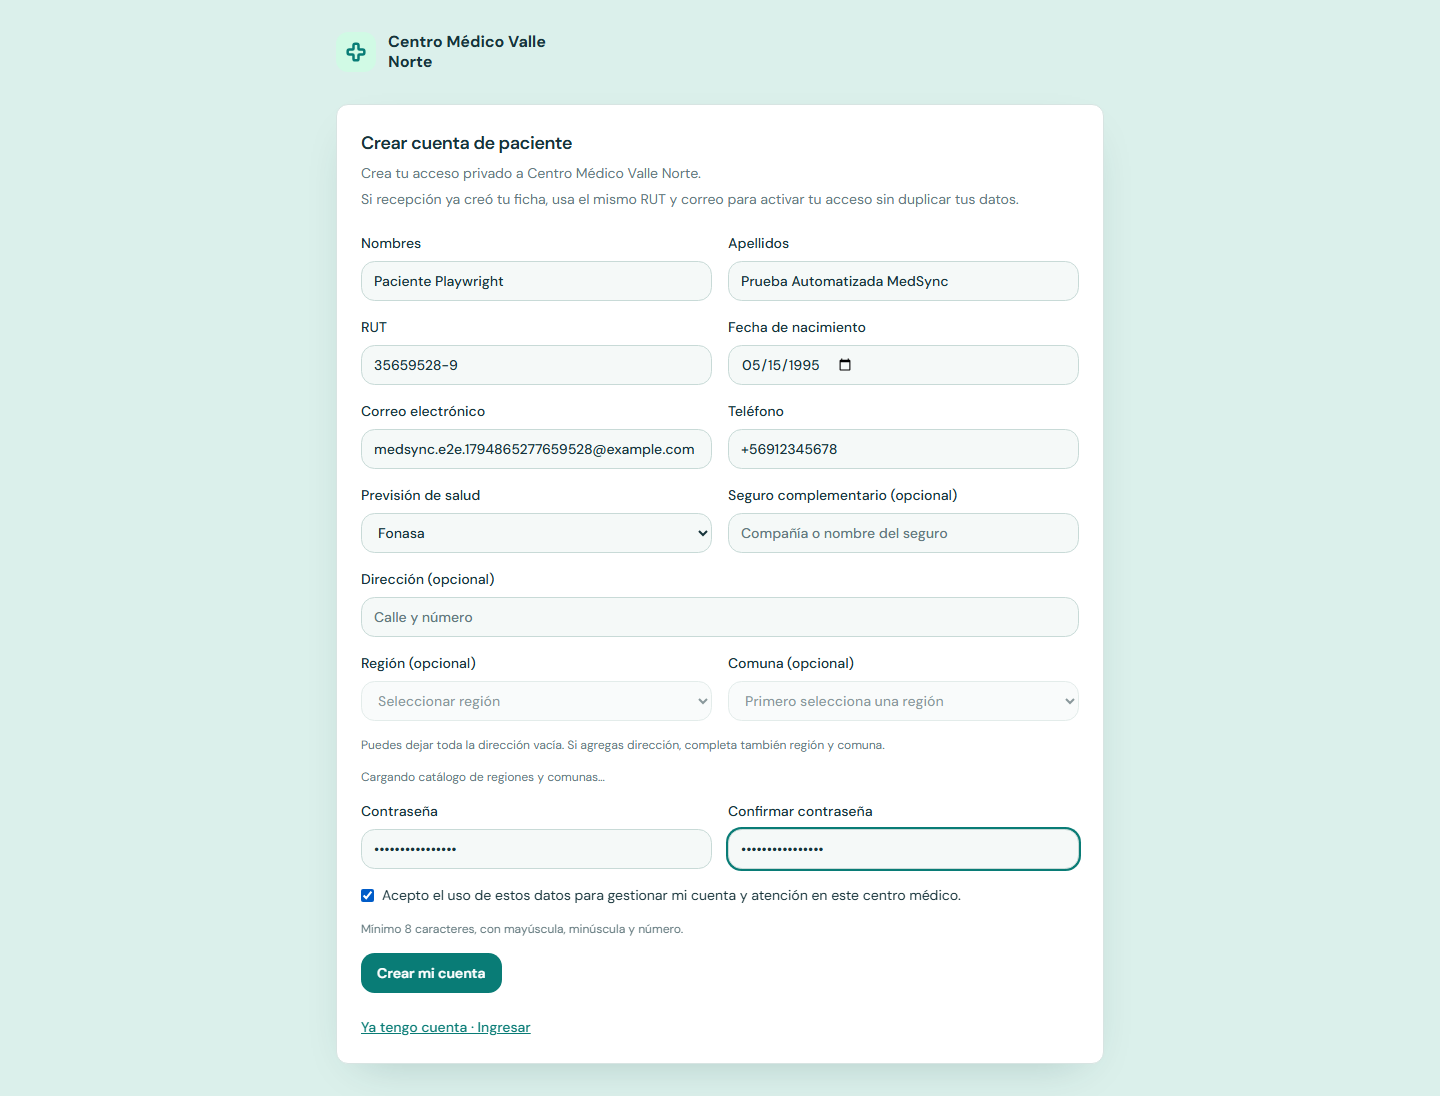 Centro Médico Valle
Norte
Crear cuenta de paciente
Crea tu acceso privado a Centro Médico Valle Norte.
Si recepción ya creó tu ficha, usa el mismo RUT y correo para activar tu acceso sin duplicar tus datos.
Nombres
Apellidos
Paciente Playwright
Prueba Automatizada MedSync
RUT
Fecha de nacimiento
35659528-9
05/15/1995
Correo electrónico
Teléfono
medsync.e2e.1794865277659528@example.com
+56912345678
Previsión de salud
Seguro complementario (opcional)
Fonasa
Compañía o nombre del seguro
Dirección (opcional)
Calle y número
Región (opcional)
Comuna (opcional)
Seleccionar región
Primero selecciona una región
Puedes dejar toda la dirección vacía. Si agregas dirección, completa también región y comuna.
Cargando catálogo de regiones y comunas…
Contraseña
Confirmar contraseña
••••••••••••••••
••••••••••••••••
Acepto el uso de estos datos para gestionar mi cuenta y atención en este centro médico.
Mínimo 8 caracteres, con mayúscula, minúscula y número.
Crear mi cuenta
Ya tengo cuenta · Ingresar